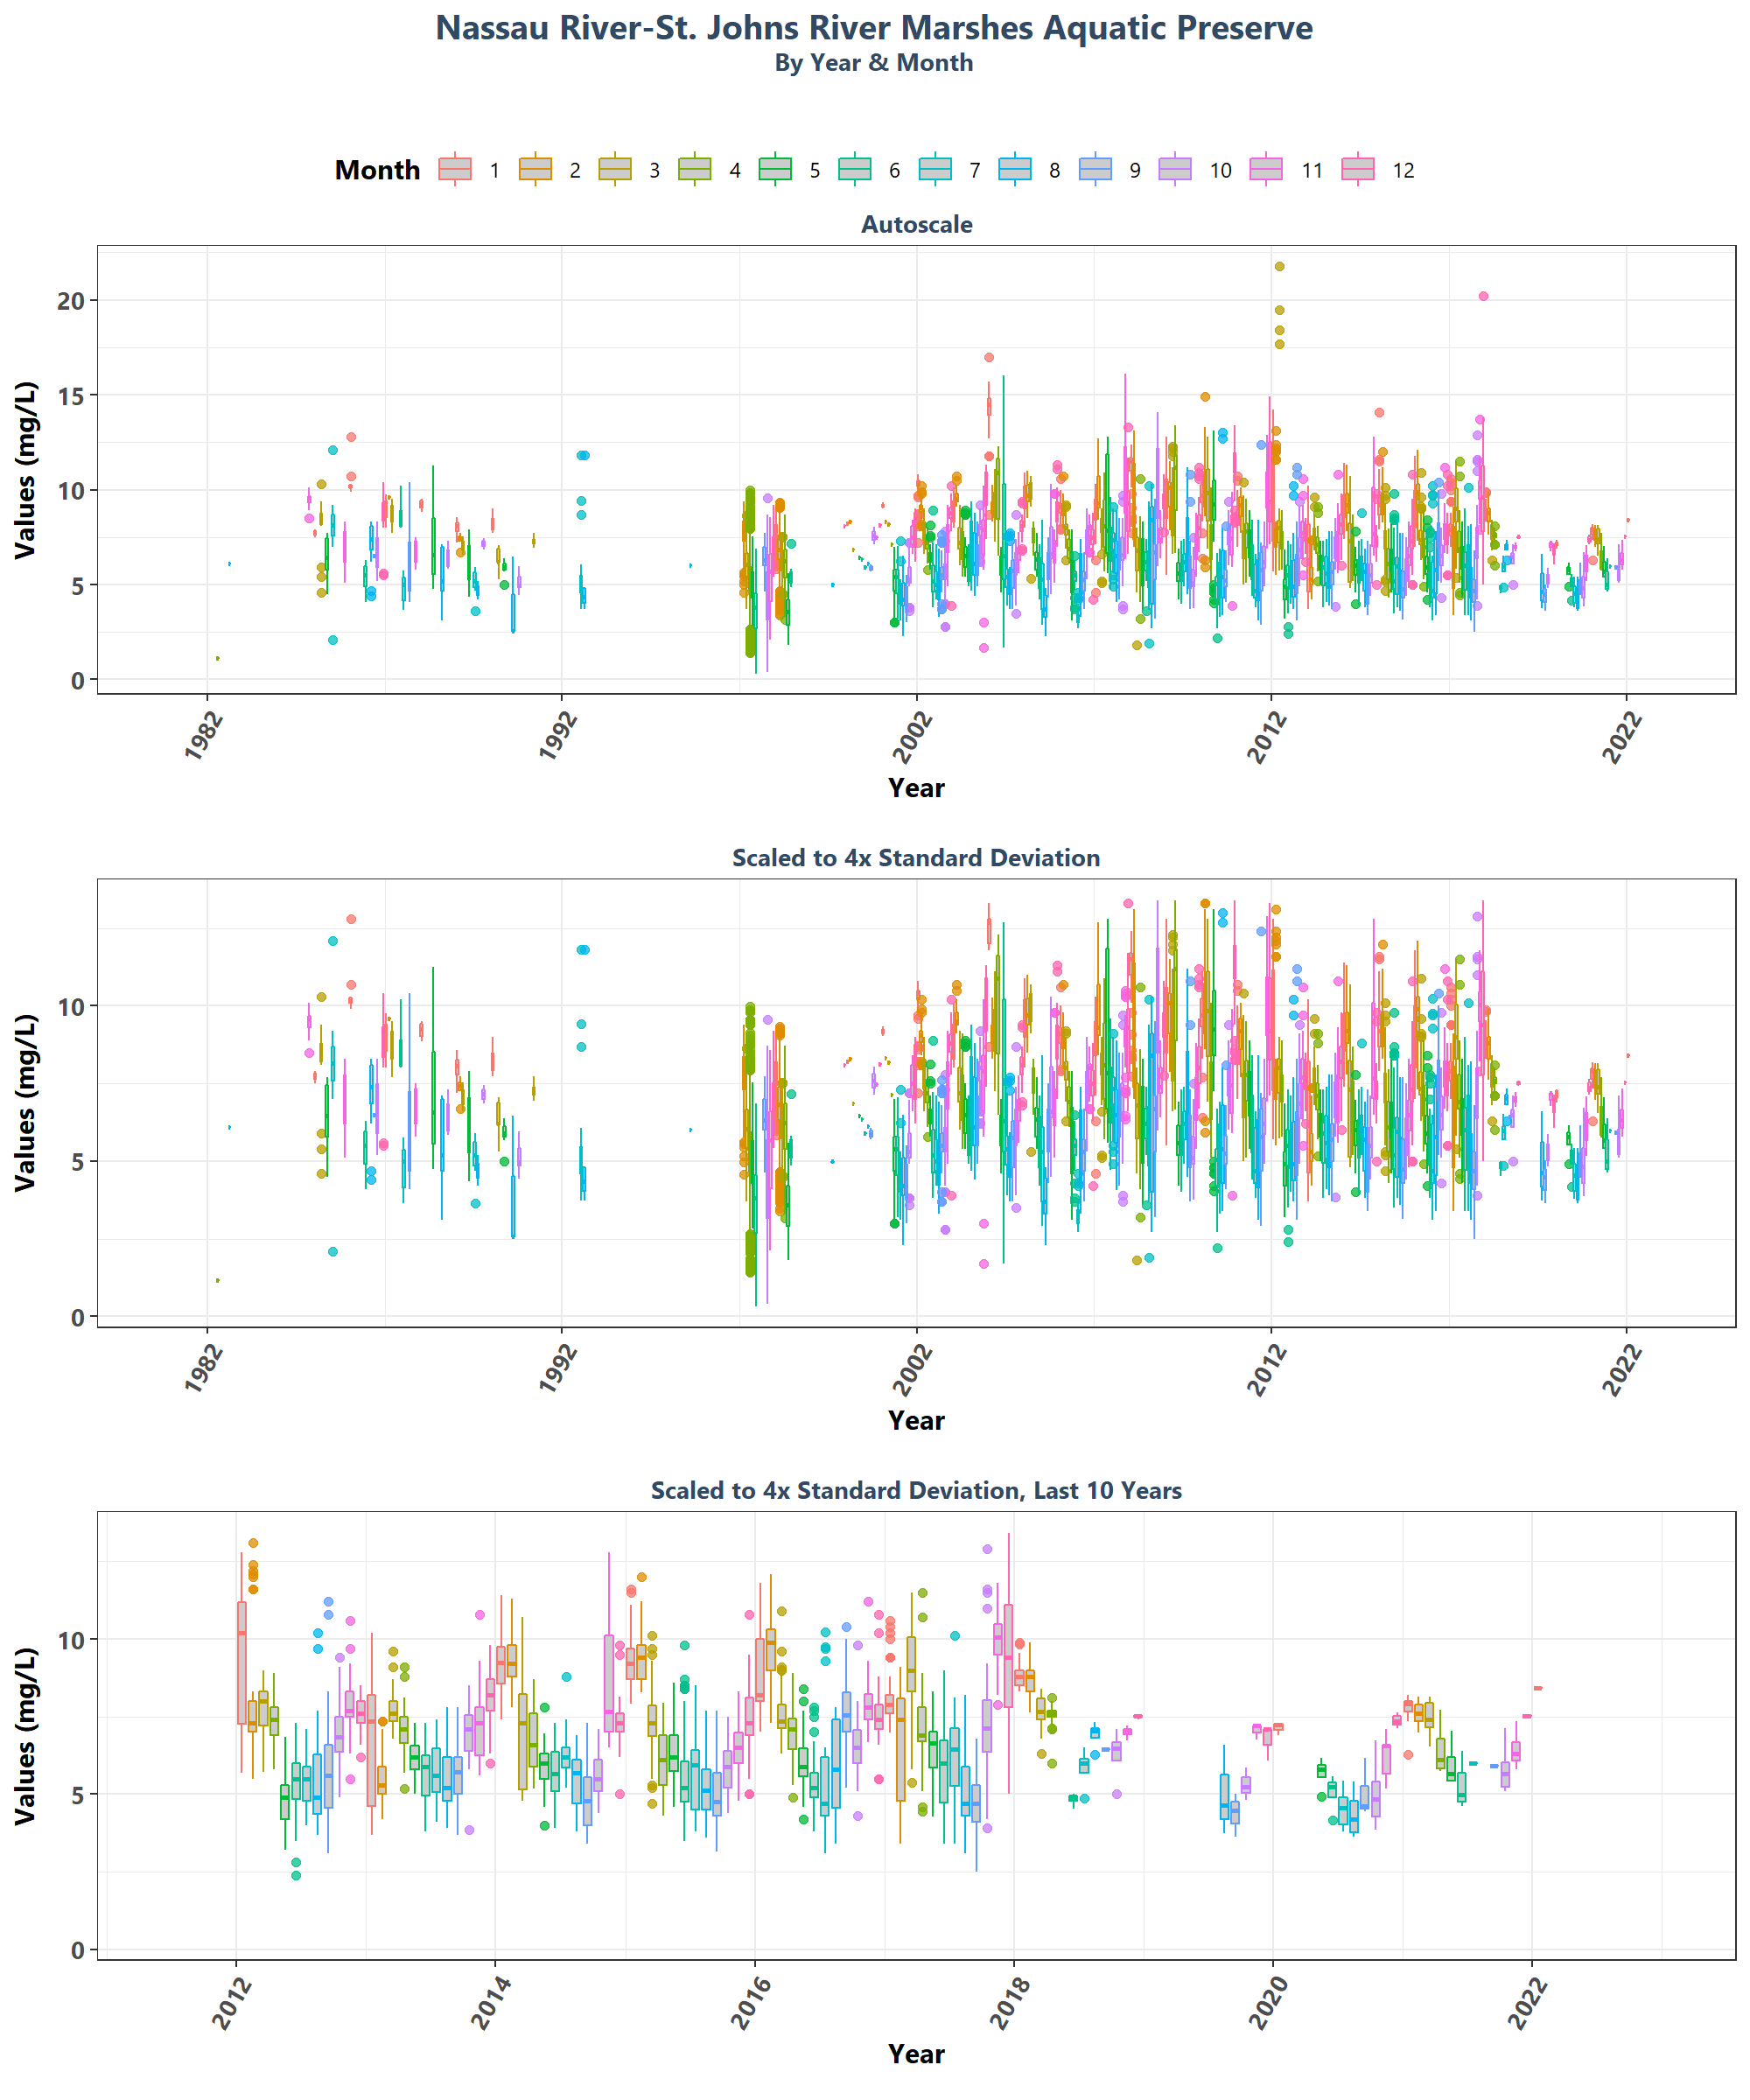 Nassau River-St. Johns River Marshes Aquatic Preserve
By Year & Month
Month 1 2 3 4 5 6 7 8 9 10 11 12
Autoscale
Values (mg/L)
20
15
10
5
0
1982 1992 2002 2012 2022
Year
Scaled to 4x Standard Deviation
Values (mg/L)
10
5
0
1982 1992 2002 2012 2022
Year
Scaled to 4x Standard Deviation, Last 10 Years
Values (mg/L)
10
5
0
2012 2014 2016 2018 2020 2022
Year